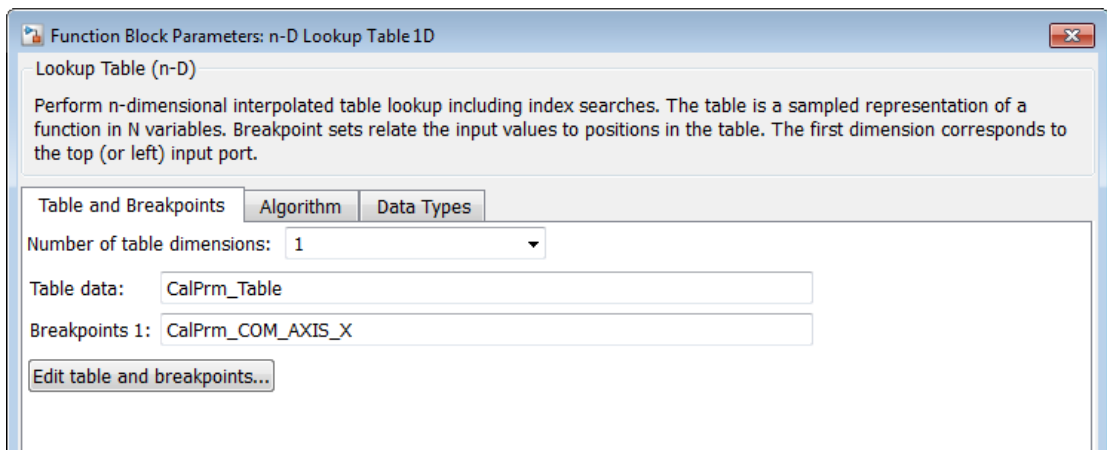 Function Block Parameters: n-D Lookup Table 1D
Lookup Table (n-D)
Perform n-dimensional interpolated table lookup including index searches. The table is a sampled representation of a
function in N variables. Breakpoint sets relate the input values to positions in the table. The first dimension corresponds to
the top (or left) input port.
Table and Breakpoints Algorithm Data Types
Number of table dimensions: 1
Table data: CalPrm_Table
Breakpoints 1: CalPrm_COM_AXIS_X
Edit table and breakpoints...